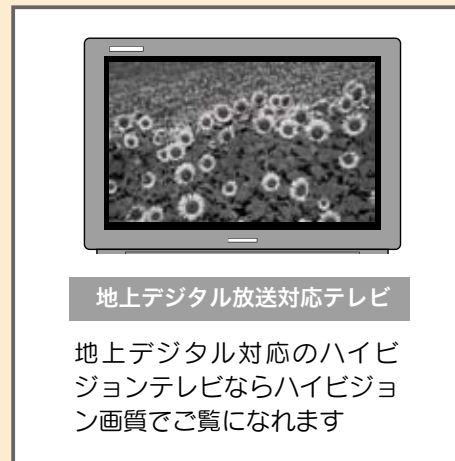 地上デジタル放送対応テレビ
地上デジタル対応のハイビ
ジョンテレビならハイビジョ
ン画質でご覧になれます